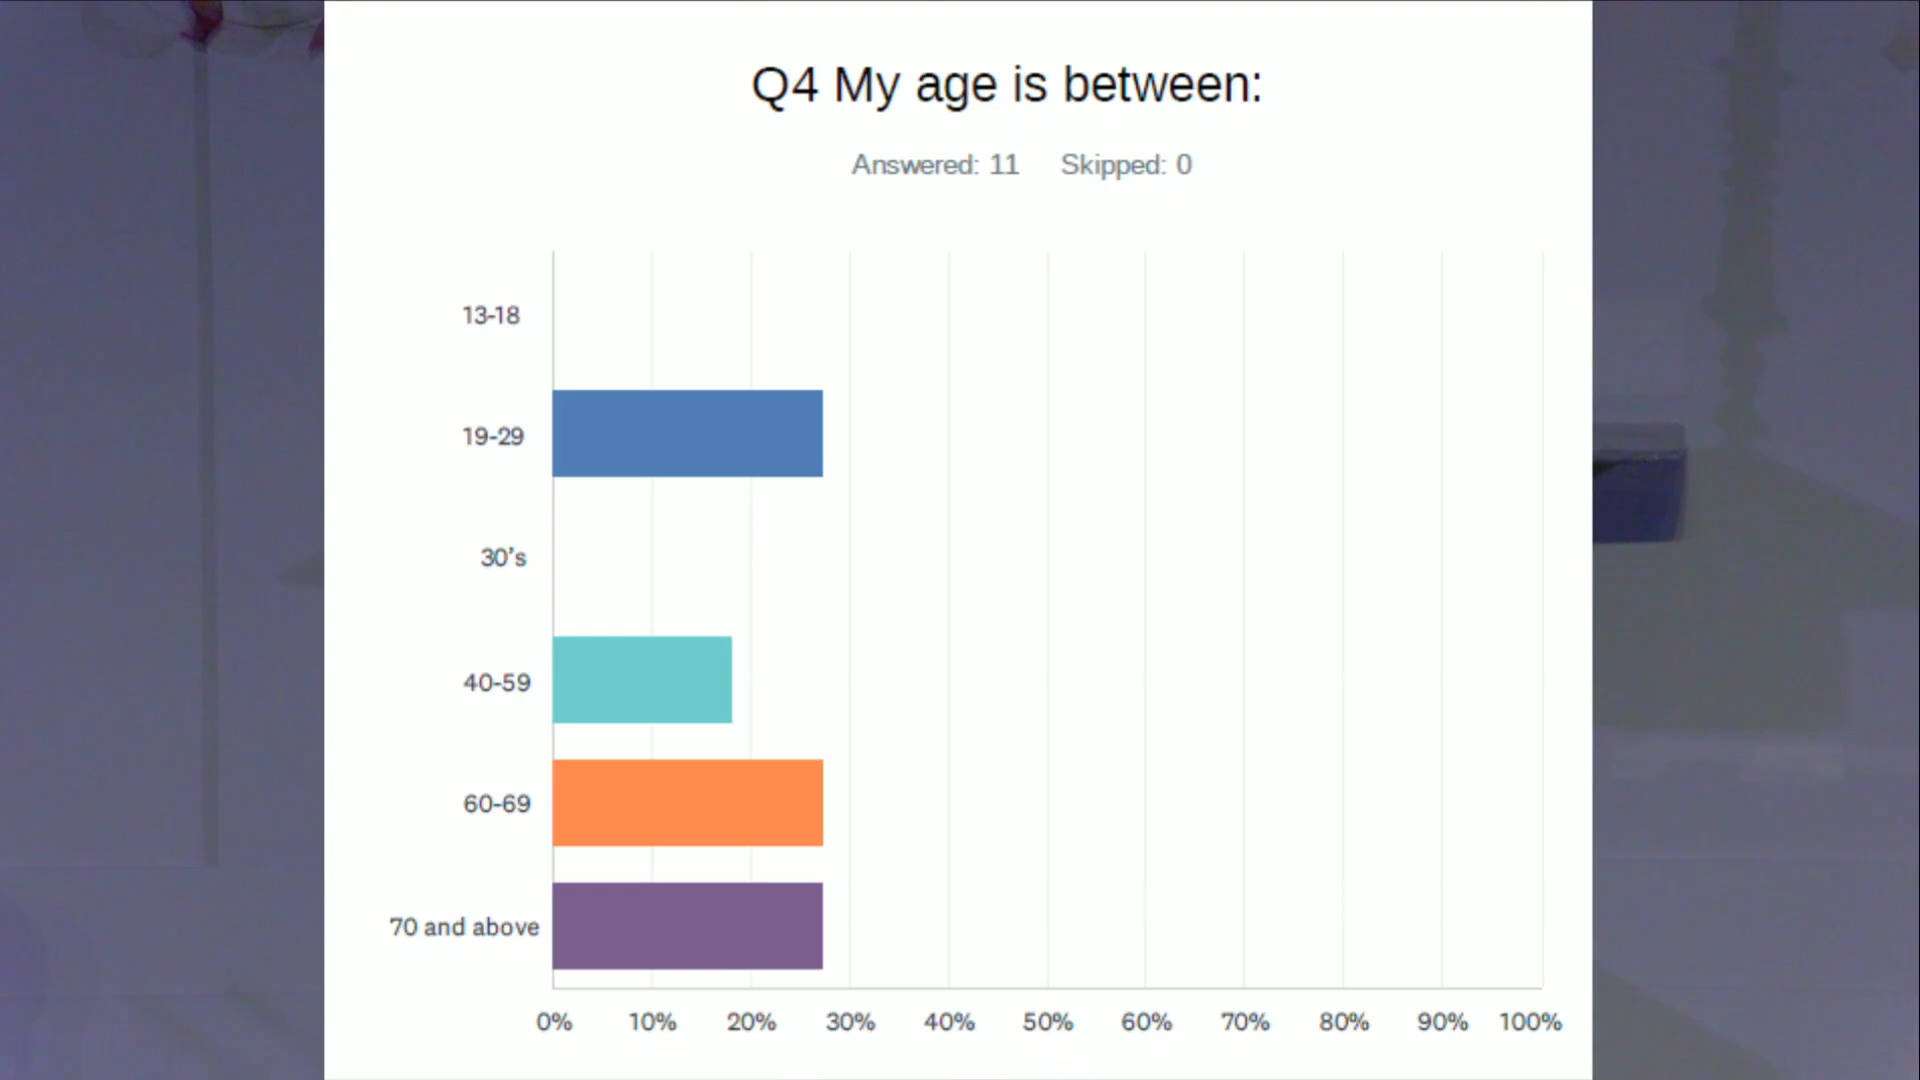 Q4 My age is between:
Answered: 11 Skipped: 0
13-18
19-29
30's
40-59
60-69
70 and above
0% 10% 20% 30% 40% 50% 60% 70% 80% 90% 100%